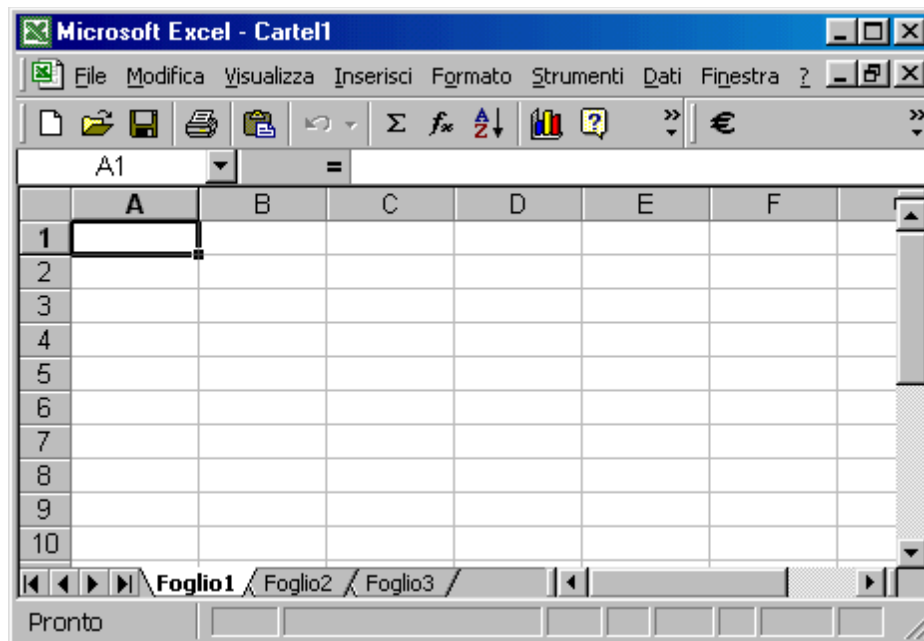 Microsoft Excel - Cartel1
File Modifica Visualizza Inserisci Formato Strumenti Dati Finestra ?
Σ fx A Z € 
A1 =
A B C D E F
1
2
3
4
5
6
7
8
9
10
Foglio1 Foglio2 Foglio3
Pronto